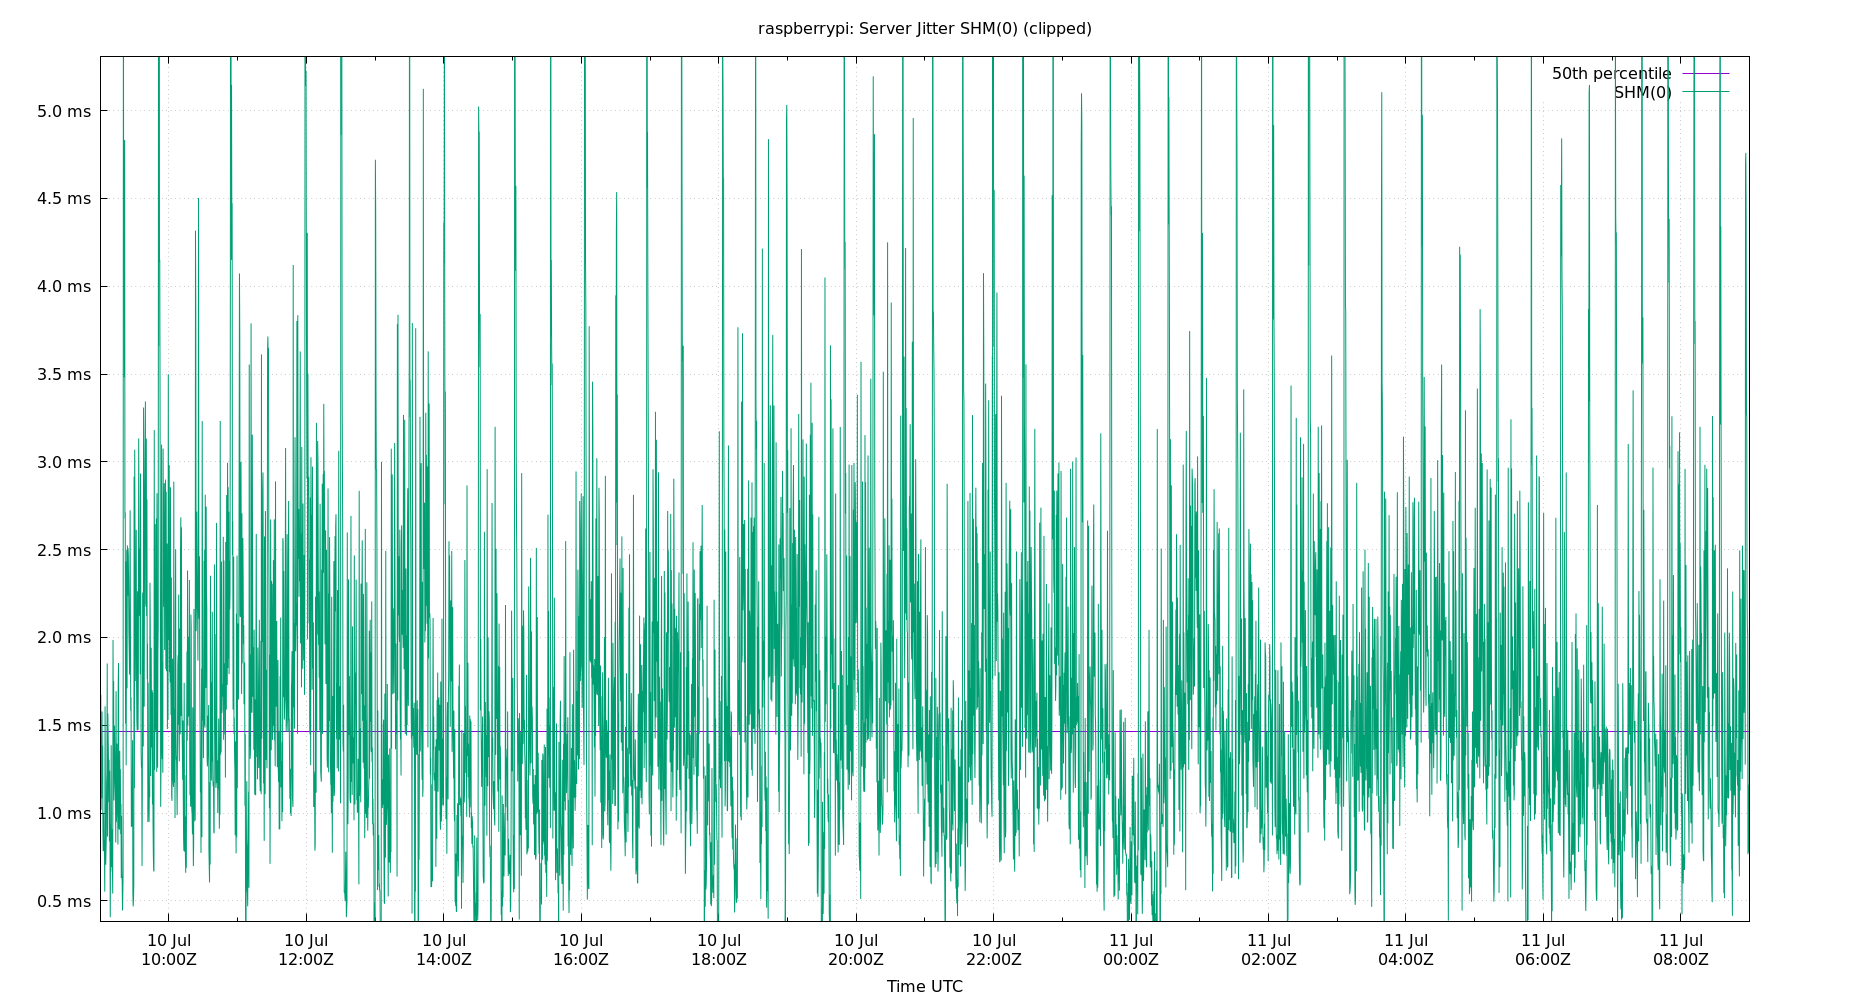 raspberrypi: Server Jitter SHM(0) (clipped)
50th percentile
SHM(0)
5.0 ms
4.5 ms
4.0 ms
3.5 ms
3.0 ms
2.5 ms
2.0 ms
1.5 ms
1.0 ms
0.5 ms
10 Jul 10 Jul 10 Jul 10 Jul 10 Jul 10 Jul 10 Jul 11 Jul 11 Jul 11 Jul 11 Jul 11 Jul
10:00Z 12:00Z 14:00Z 16:00Z 18:00Z 20:00Z 22:00Z 00:00Z 02:00Z 04:00Z 06:00Z 08:00Z
Time UTC